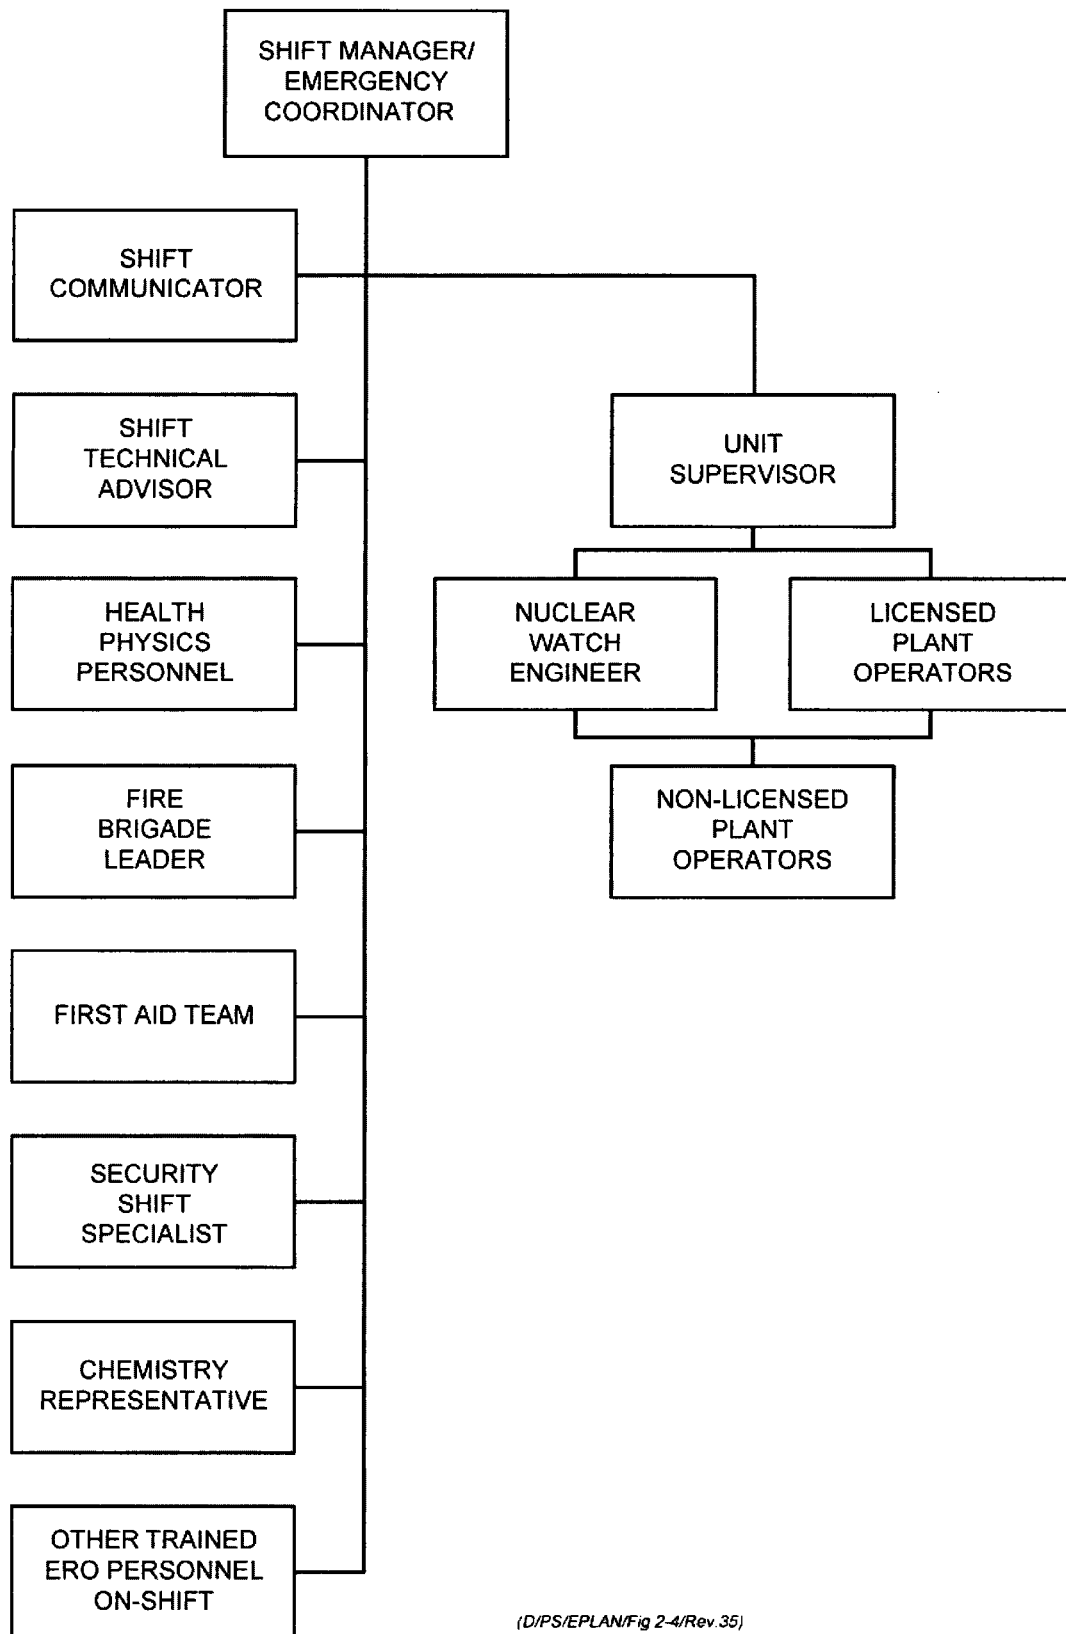 SHIFT MANAGER/
EMERGENCY
COORDINATOR
SHIFT
COMMUNICATOR
SHIFT
TECHNICAL
ADVISOR
UNIT
SUPERVISOR
HEALTH
PHYSICS
PERSONNEL
NUCLEAR
WATCH
ENGINEER
LICENSED
PLANT
OPERATORS
FIRE
BRIGADE
LEADER
NON-LICENSED
PLANT
OPERATORS
FIRST AID TEAM
SECURITY
SHIFT
SPECIALIST
CHEMISTRY
REPRESENTATIVE
OTHER TRAINED
ERO PERSONNEL
ON-SHIFT
(D/PS/EPLAN/Fig 2-4/Rev.35)